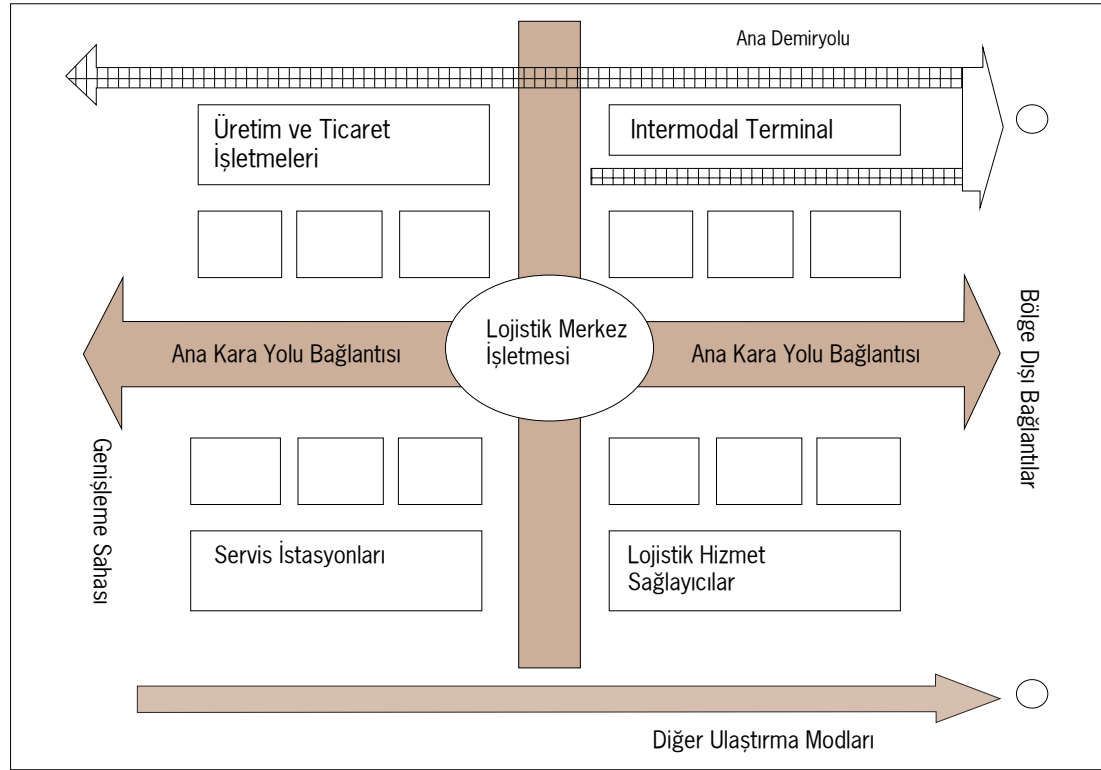 Ana Demiryolu
Üretim ve Ticaret
İşletmeleri
Intermodal Terminal
Lojistik Merkez
İşletmesi
Ana Kara Yolu Bağlantısı
Ana Kara Yolu Bağlantısı
Bölge Dışı Bağlantılar
Genişleme Sahası
Servis İstasyonları
Lojistik Hizmet
Sağlayıcılar
Diğer Ulaştırma Modları